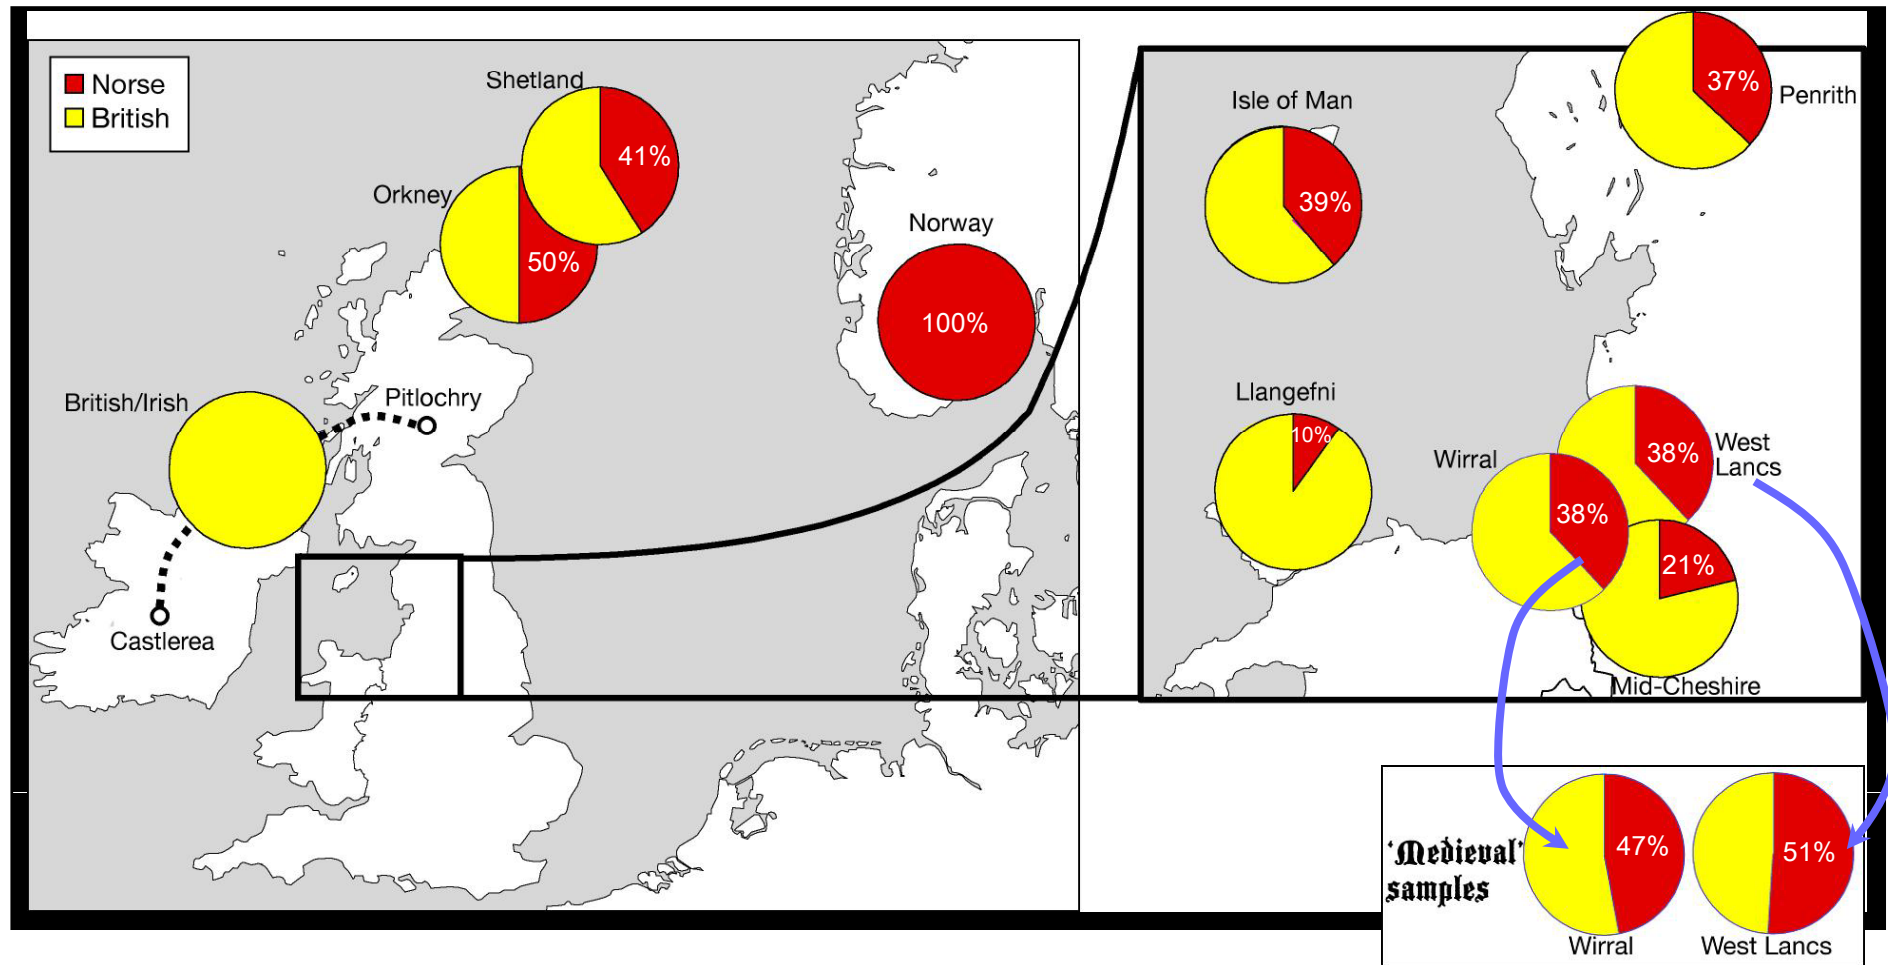 Norse
British
Shetland
41%
Orkney
50%
Norway
100%
British/Irish
Pitlochry
Castlerea
Isle of Man
39%
37%
Penrith
Llangefni
10%
Wirral
38%
West
Lancs
38%
21%
Mid-Cheshire
'Medieval'
samples
47%
51%
Wirral
West Lancs